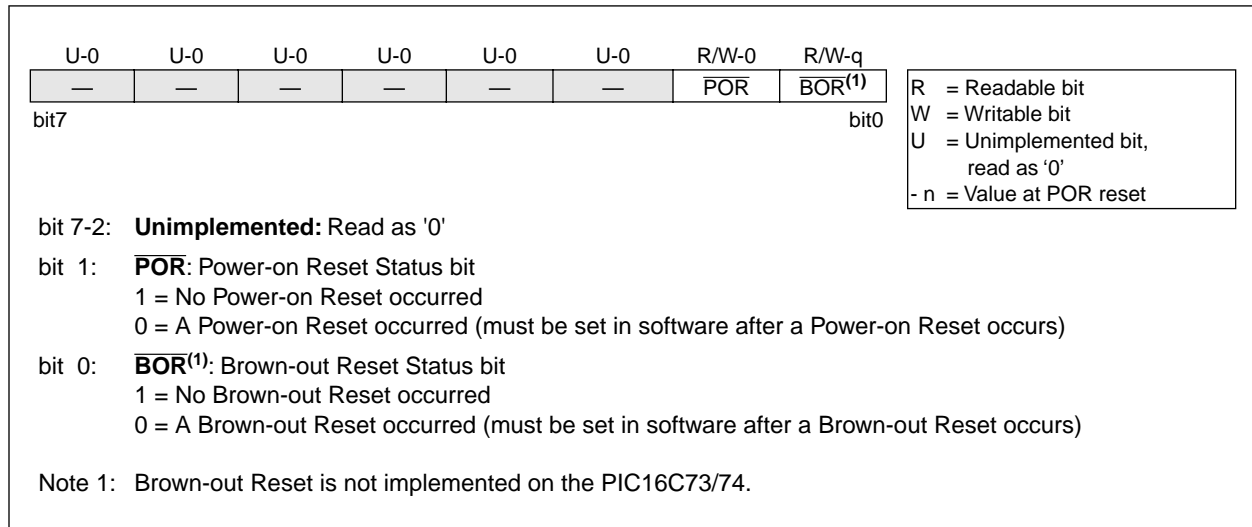 U-0 U-0 U-0 U-0 U-0 U-0 R/W-0 R/W-q
— — — — — — P̅O̅R̅ B̅O̅R̅(1)
bit7 bit0
R = Readable bit
W = Writable bit
U = Unimplemented bit,
read as ‘0’
- n = Value at POR reset
bit 7-2: Unimplemented: Read as '0'
bit 1: P̅O̅R̅: Power-on Reset Status bit
1 = No Power-on Reset occurred
0 = A Power-on Reset occurred (must be set in software after a Power-on Reset occurs)
bit 0: B̅O̅R̅(1): Brown-out Reset Status bit
1 = No Brown-out Reset occurred
0 = A Brown-out Reset occurred (must be set in software after a Brown-out Reset occurs)
Note 1: Brown-out Reset is not implemented on the PIC16C73/74.